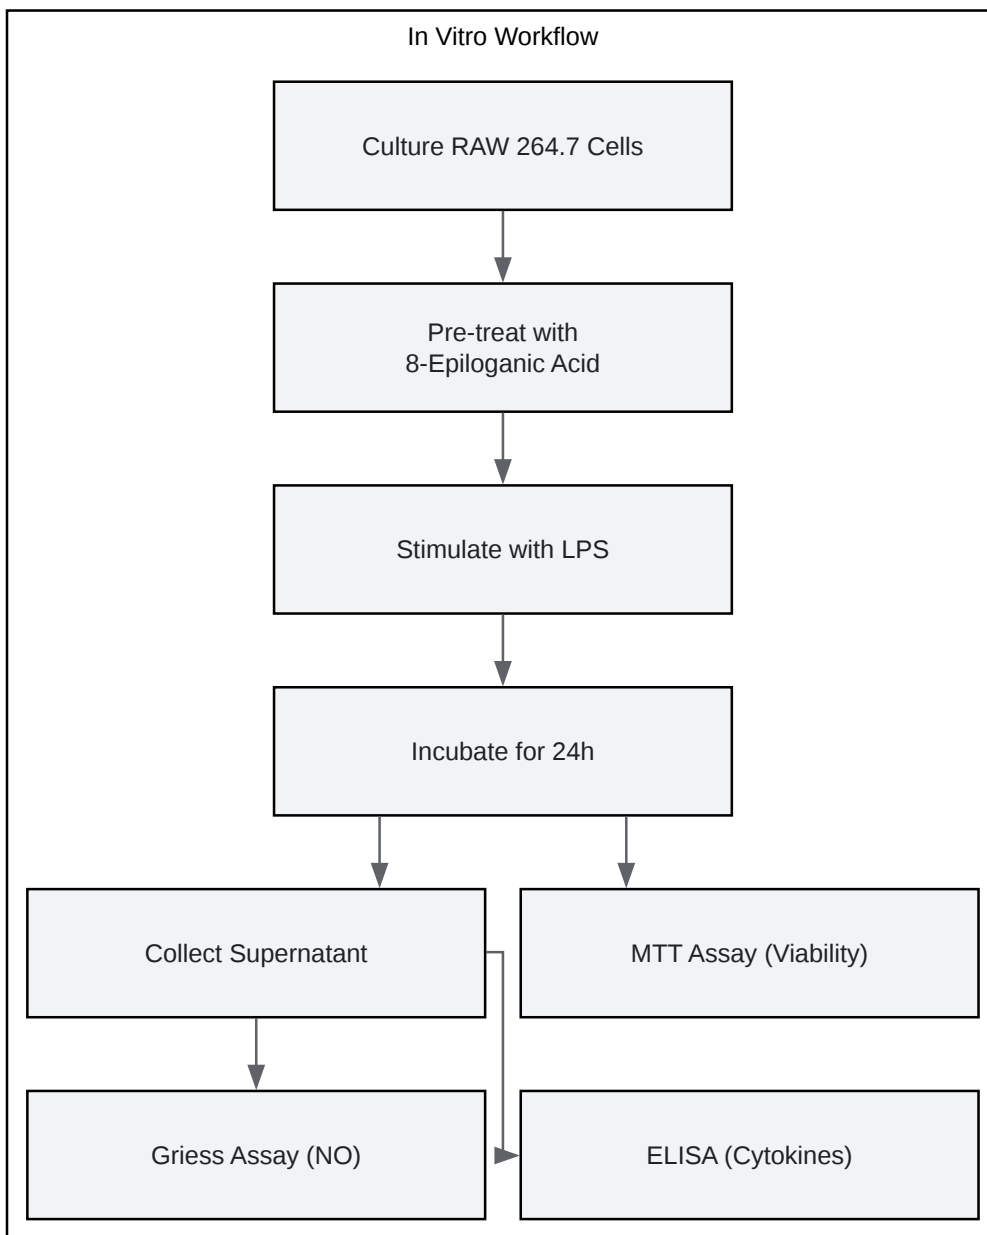 In Vitro Workflow
Culture RAW 264.7 Cells
Pre-treat with
8-Epiloganic Acid
Stimulate with LPS
Incubate for 24h
Collect Supernatant
MTT Assay (Viability)
Griess Assay (NO)
ELISA (Cytokines)